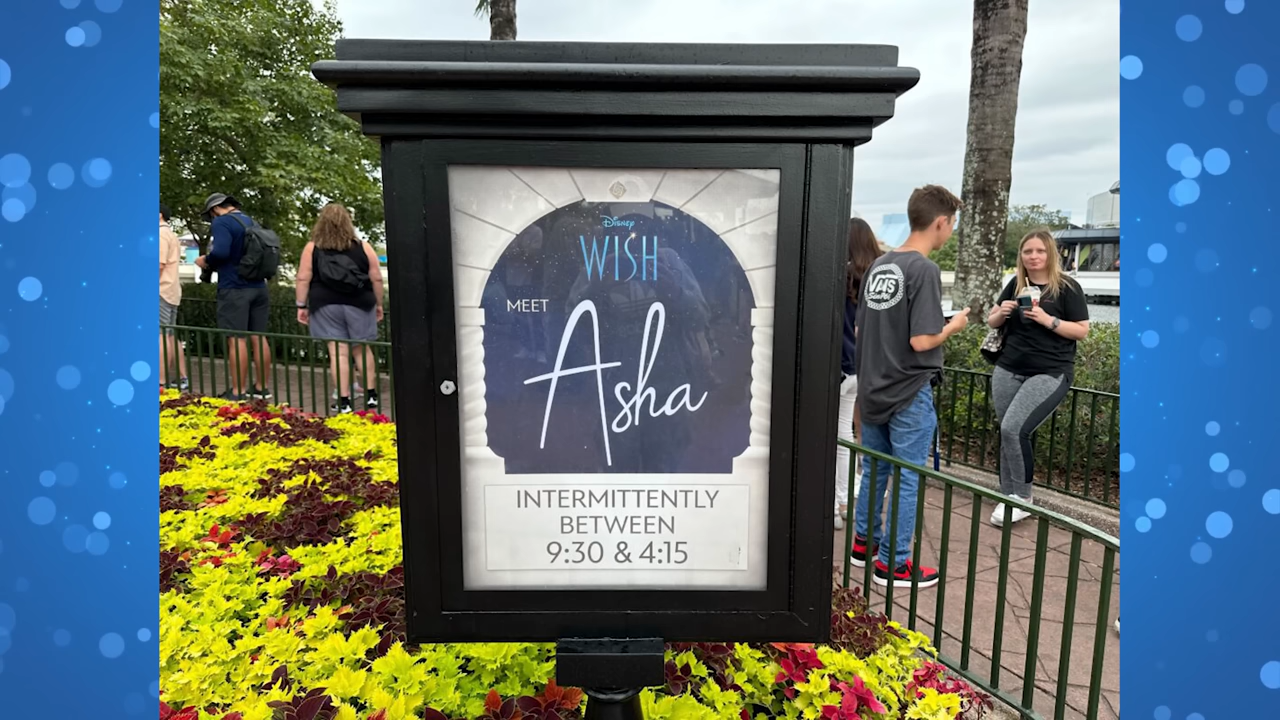 Disney
WISH
MEET
Asha
INTERMITTENTLY
BETWEEN
9:30 & 4:15